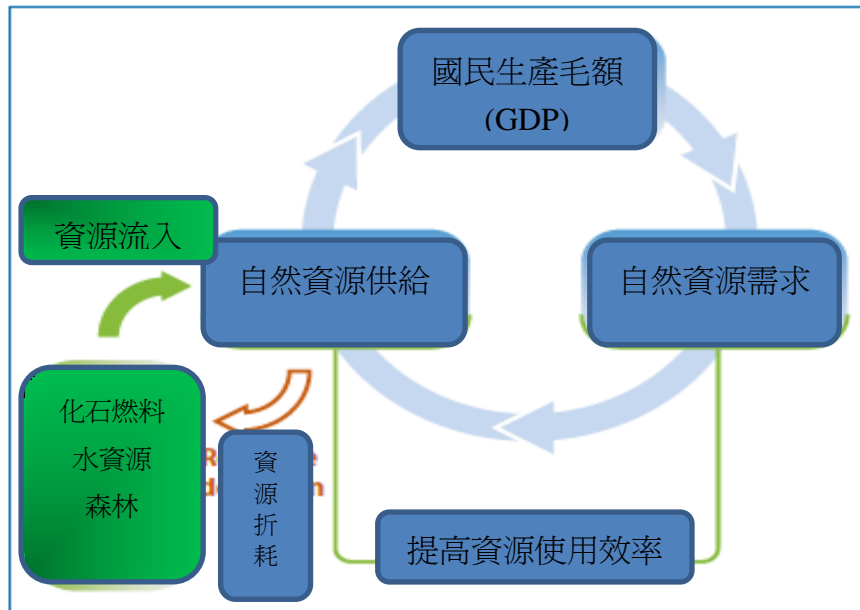 國民生產毛額
(GDP)
資源流入
自然資源供給
自然資源需求
化石燃料
水資源
森林
資
源
折
耗
提高資源使用效率